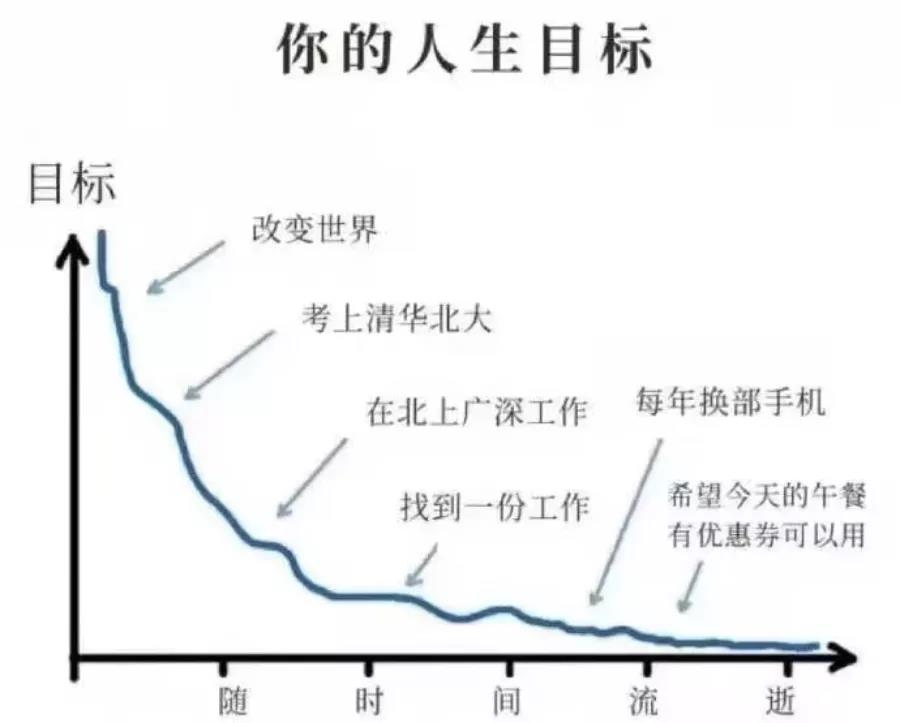 你的人生目标
目标
改变世界
考上清华北大
在北上广深工作
每年换部手机
找到一份工作
希望今天的午餐
有优惠券可以用
随时间流逝